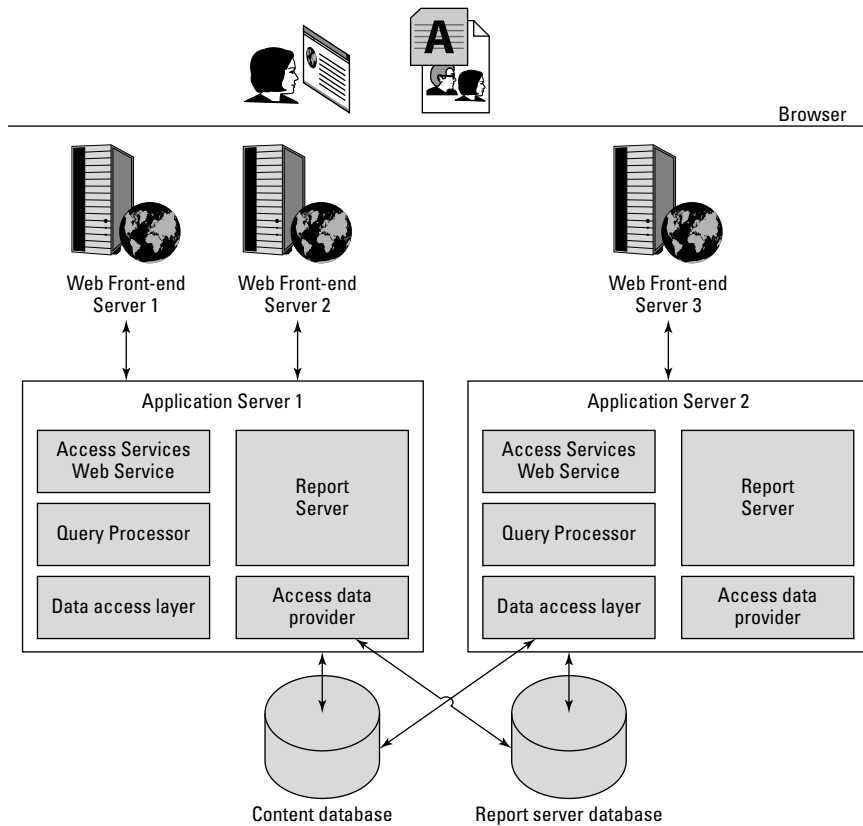 A
Browser
Web Front-end
Server 1
Web Front-end
Server 2
Web Front-end
Server 3
Application Server 1
Access Services
Web Service
Query Processor
Data access layer
Report
Server
Access data
provider
Application Server 2
Access Services
Web Service
Query Processor
Data access layer
Report
Server
Access data
provider
Content database
Report server database